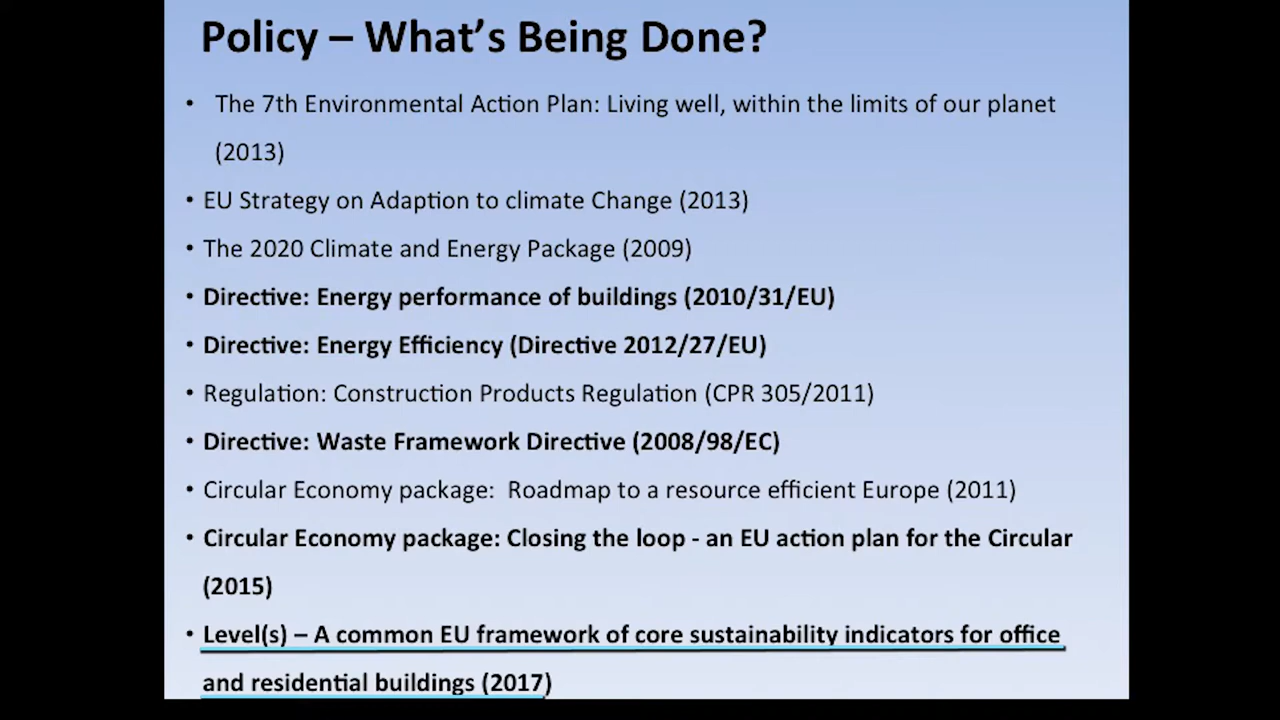 Policy – What's Being Done?
• The 7th Environmental Action Plan: Living well, within the limits of our planet
(2013)
• EU Strategy on Adaption to climate Change (2013)
• The 2020 Climate and Energy Package (2009)
• Directive: Energy performance of buildings (2010/31/EU)
• Directive: Energy Efficiency (Directive 2012/27/EU)
• Regulation: Construction Products Regulation (CPR 305/2011)
• Directive: Waste Framework Directive (2008/98/EC)
• Circular Economy package:  Roadmap to a resource efficient Europe (2011)
• Circular Economy package: Closing the loop - an EU action plan for the Circular
(2015)
• Level(s) – A common EU framework of core sustainability indicators for office
and residential buildings (2017)